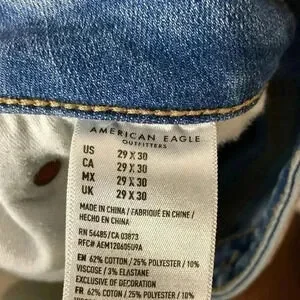 AMERICAN EAGLE
OUTFITTERS
US 29 X 30
CA 29 X 30
MX 29 X 30
UK 29 X 30
MADE IN CHINA / FABRIQUÉ EN CHINE /
HECHO EN CHINA
RN 56485/CA 03873
RFC# AEM12060509A
EN 62% COTTON / 25% POLYESTER / 10%
VISCOSE / 3% ELASTANE
EXCLUSIVE OF DECORATION
FR 62% COTON / 25% POLYESTER / 10%